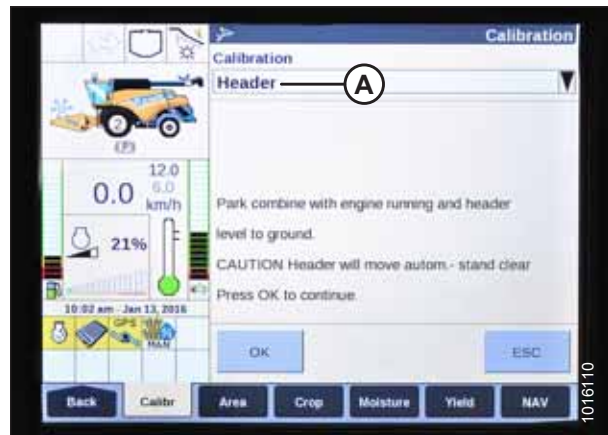 Calibration
Calibration
Header
A
2
(P)
12.0
6.0
0.0 km/h
21%
10:02 am Jan 13, 2016
GPS
MAN
Park combine with engine running and header
level to ground.
CAUTION Header will move autom.- stand clear
Press OK to continue
OK
ESC
Back
Calibr
Area
Crop
Moisture
Yield
NAV
1016110